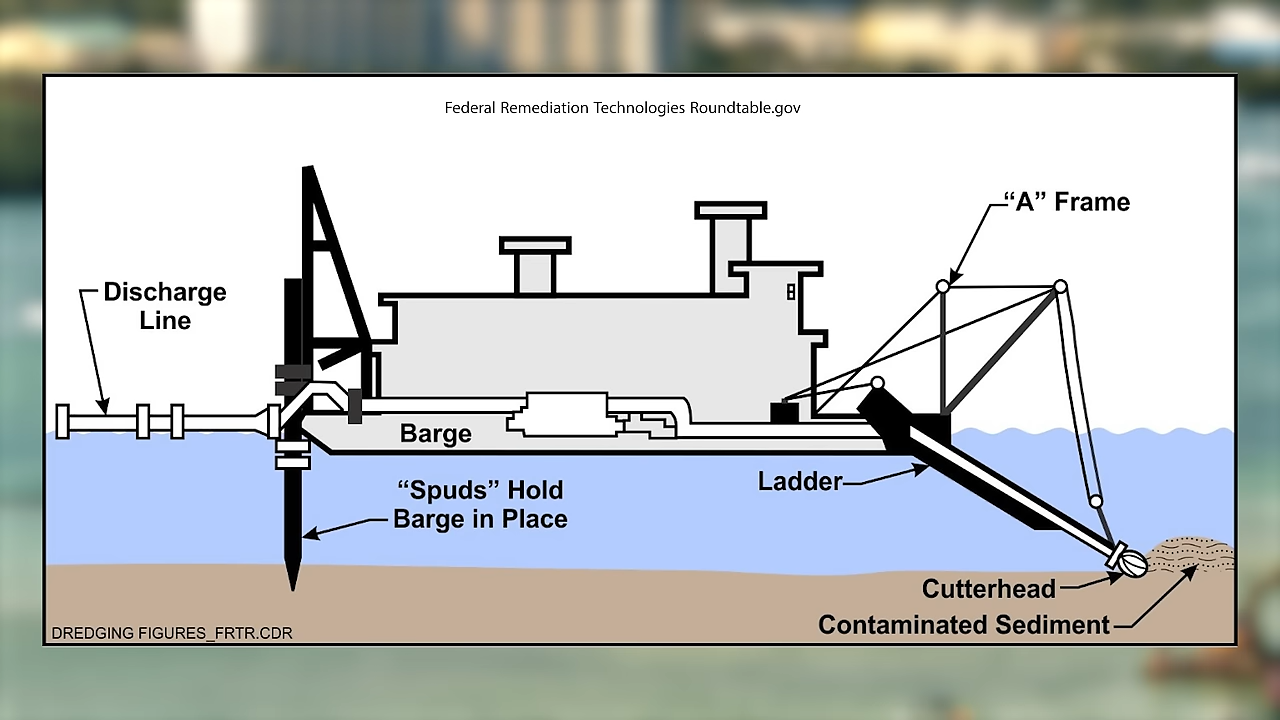 Federal Remediation Technologies Roundtable.gov
“A” Frame
Discharge
Line
Barge
“Spuds” Hold
Barge in Place
Ladder
Cutterhead
Contaminated Sediment
DREDGING FIGURES_FRTR.CDR